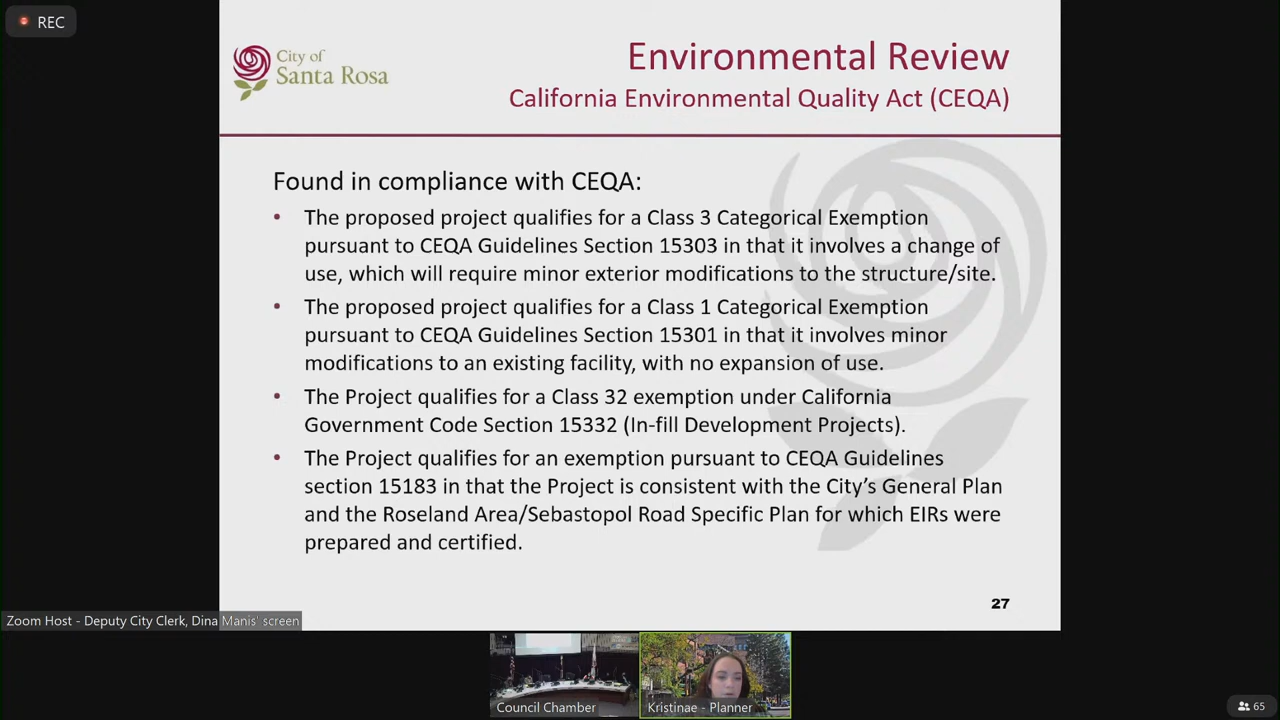 REC
City of
Santa Rosa
Environmental Review
California Environmental Quality Act (CEQA)
Found in compliance with CEQA:
• The proposed project qualifies for a Class 3 Categorical Exemption
pursuant to CEQA Guidelines Section 15303 in that it involves a change of
use, which will require minor exterior modifications to the structure/site.
• The proposed project qualifies for a Class 1 Categorical Exemption
pursuant to CEQA Guidelines Section 15301 in that it involves minor
modifications to an existing facility, with no expansion of use.
• The Project qualifies for a Class 32 exemption under California
Government Code Section 15332 (In-fill Development Projects).
• The Project qualifies for an exemption pursuant to CEQA Guidelines
section 15183 in that the Project is consistent with the City's General Plan
and the Roseland Area/Sebastopol Road Specific Plan for which EIRs were
prepared and certified.
27
Zoom Host - Deputy City Clerk, Dina Manis' screen
Council Chamber
Kristinae - Planner
65